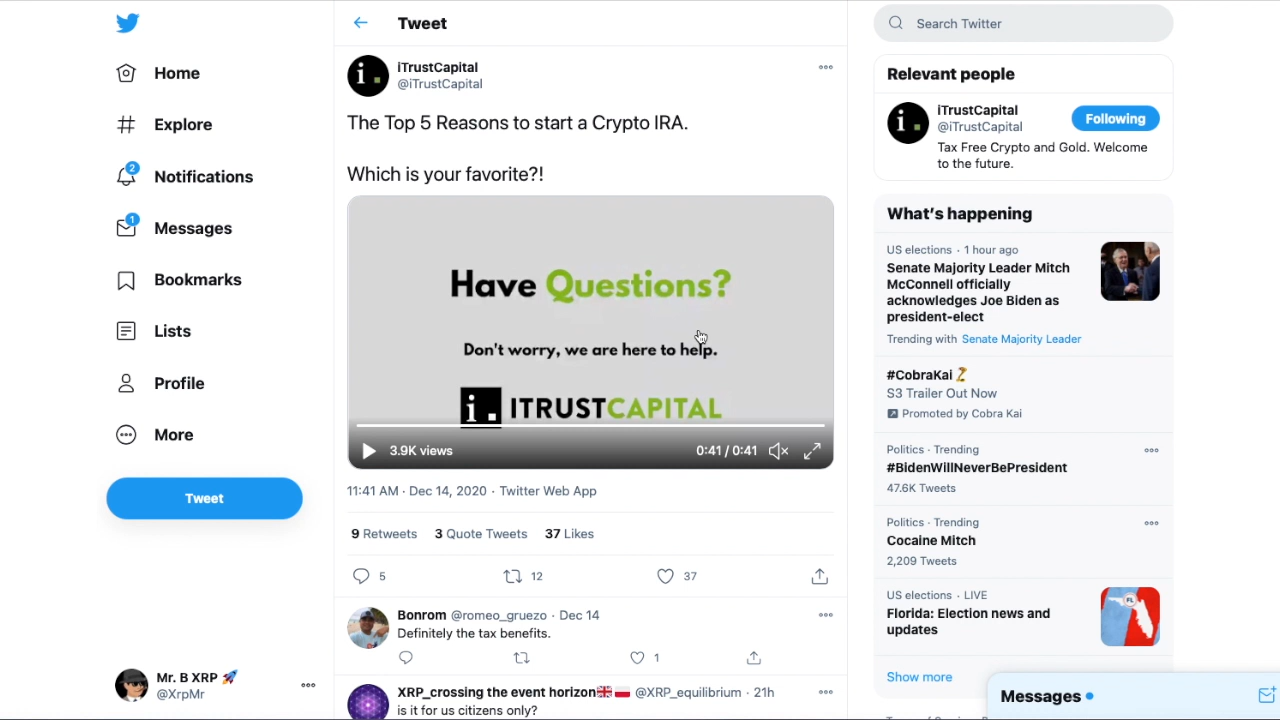 Home
Explore
2
Notifications
1
Messages
Bookmarks
Lists
Profile
More
Tweet
Mr. B XRP 🚀
@XrpMr
Tweet
i.
iTrustCapital
@iTrustCapital
The Top 5 Reasons to start a Crypto IRA.
Which is your favorite?!
Have Questions?
Don't worry, we are here to help.
i. ITRUSTCAPITAL
3.9K views
0:41 / 0:41
11:41 AM · Dec 14, 2020 · Twitter Web App
9 Retweets 3 Quote Tweets 37 Likes
5 12 37
Bonrom @romeo_gruezo · Dec 14
Definitely the tax benefits.
1
XRP_crossing the event horizon🇬🇧🇵🇱 @XRP_equilibrium · 21h
is it for us citizens only?
Search Twitter
Relevant people
i.
iTrustCapital
@iTrustCapital
Following
Tax Free Crypto and Gold. Welcome
to the future.
What's happening
US elections · 1 hour ago
Senate Majority Leader Mitch
McConnell officially
acknowledges Joe Biden as
president-elect
Trending with Senate Majority Leader
#CobraKai
S3 Trailer Out Now
Promoted by Cobra Kai
Politics · Trending
#BidenWillNeverBePresident
47.6K Tweets
Politics · Trending
Cocaine Mitch
2,209 Tweets
US elections · LIVE
Florida: Election news and
updates
FL
Show more
Messages